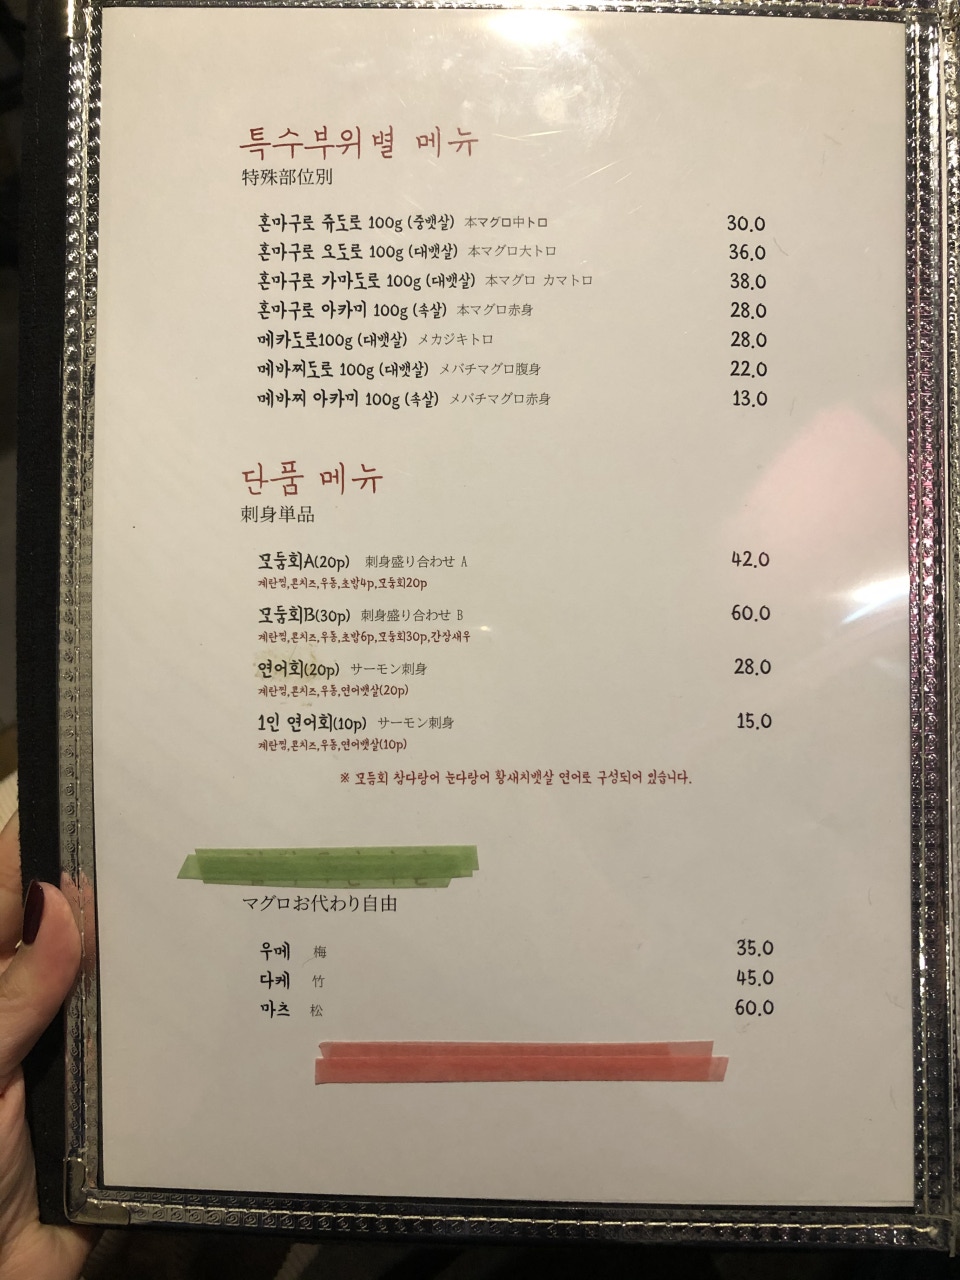 특수부위별 메뉴
特殊部位別
혼마구로 쥬도로 100g (중뱃살) 本マグロ中トロ 30.0
혼마구로 오도로 100g (대뱃살) 本マグロ大トロ 36.0
혼마구로 가마도로 100g (대뱃살) 本マグロ カマトロ 38.0
혼마구로 아카미 100g (속살) 本マグロ赤身 28.0
메카도로100g (대뱃살) メカジキトロ 28.0
메바찌도로 100g (대뱃살) メバチマグロ腹身 22.0
메바찌 아카미 100g (속살) メバチマグロ赤身 13.0
단품 메뉴
刺身単品
모둠회A(20p) 刺身盛り合わせ A 42.0
계란찜,콘치즈,우동,초밥4p,모둠회20p
모둠회B(30p) 刺身盛り合わせ B 60.0
계란찜,콘치즈,우동,초밥6p,모둠회30p,간장새우
연어회(20p) サーモン刺身 28.0
계란찜,콘치즈,우동,연어뱃살(20p)
1인 연어회(10p) サーモン刺身 15.0
계란찜,콘치즈,우동,연어뱃살(10p)
※ 모듬회 참다랑어 눈다랑어 황새치뱃살 연어로 구성되어 있습니다.
マグロお代わり自由
우메 梅 35.0
다케 竹 45.0
마츠 松 60.0